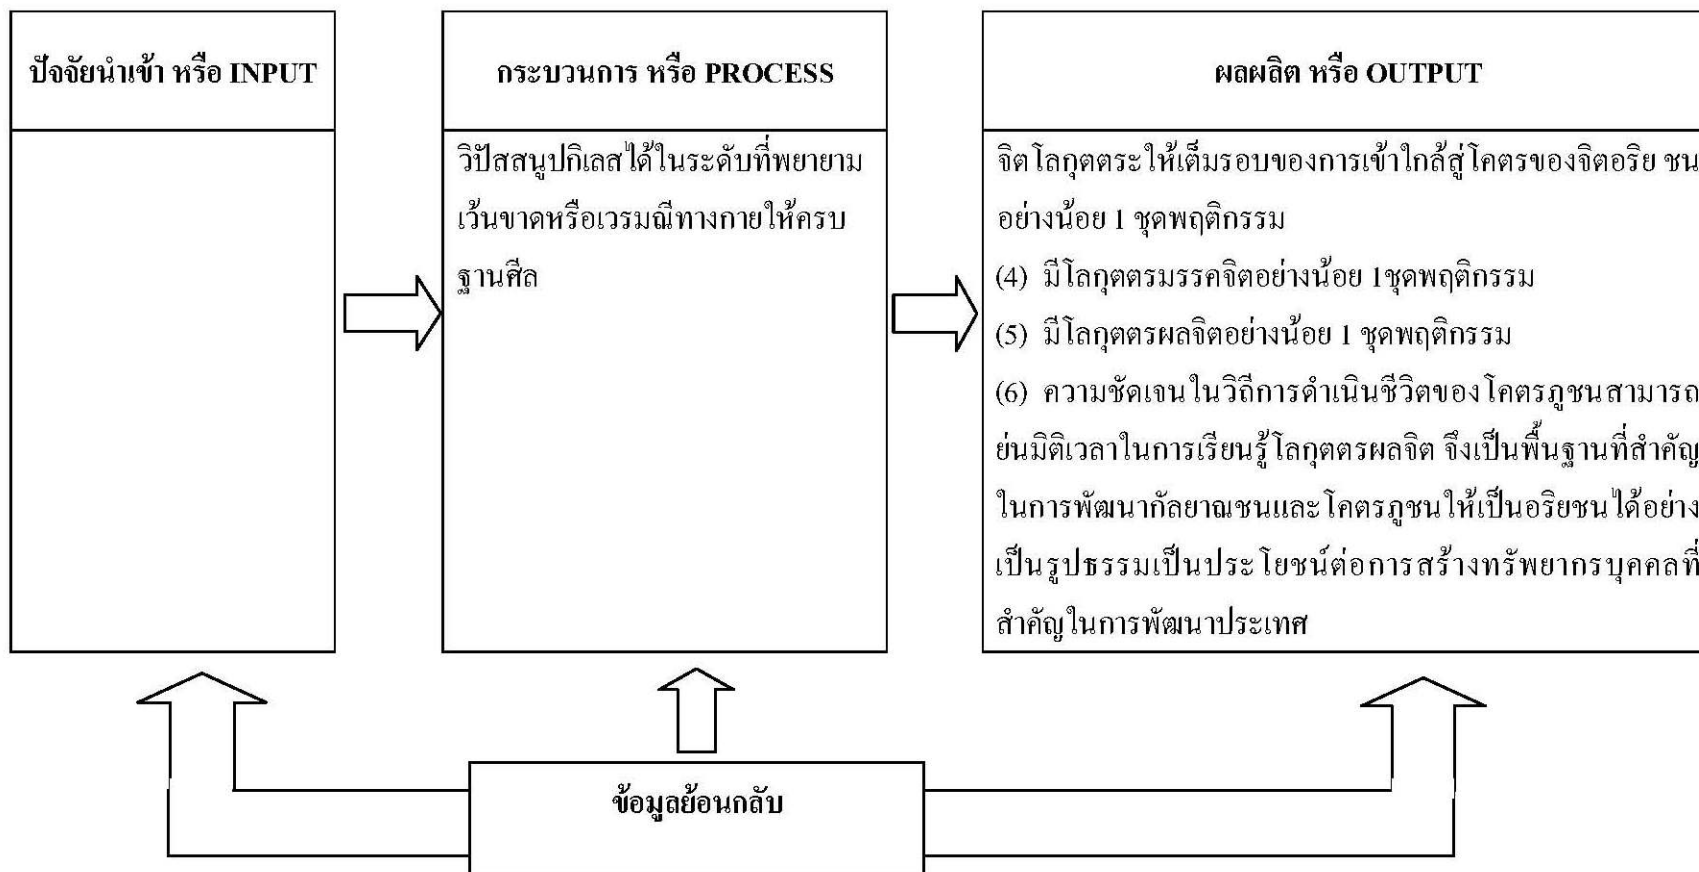 ปัจจัยนำเข้า หรือ INPUT
กระบวนการ หรือ PROCESS
วิปัสสนูปกิเลสได้ในระดับที่พยายาม
เว้นขาดหรือเวรมณีทางกายให้ครบ
ฐานศีล
ผลผลิต หรือ OUTPUT
จิตโลกุตตระให้เต็มรอบของการเข้าใกล้สู่โคตรของจิตอริย ชน
อย่างน้อย 1 ชุดพฤติกรรม
(4) มีโลกุตตรมรรคจิตอย่างน้อย 1ชุดพฤติกรรม
(5) มีโลกุตตรผลจิตอย่างน้อย 1 ชุดพฤติกรรม
(6) ความชัดเจนในวิถีการดำเนินชีวิตของโคตรภูชนสามารถ
ย่นมิติเวลาในการเรียนรู้โลกุตตรผลจิต จึงเป็นพื้นฐานที่สำคัญ
ในการพัฒนากัลยาณชนและโคตรภูชนให้เป็นอริยชนได้อย่าง
เป็นรูปธรรมเป็นประโยชน์ต่อการสร้างทรัพยากรบุคคลที่
สำคัญในการพัฒนาประเทศ
ข้อมูลย้อนกลับ